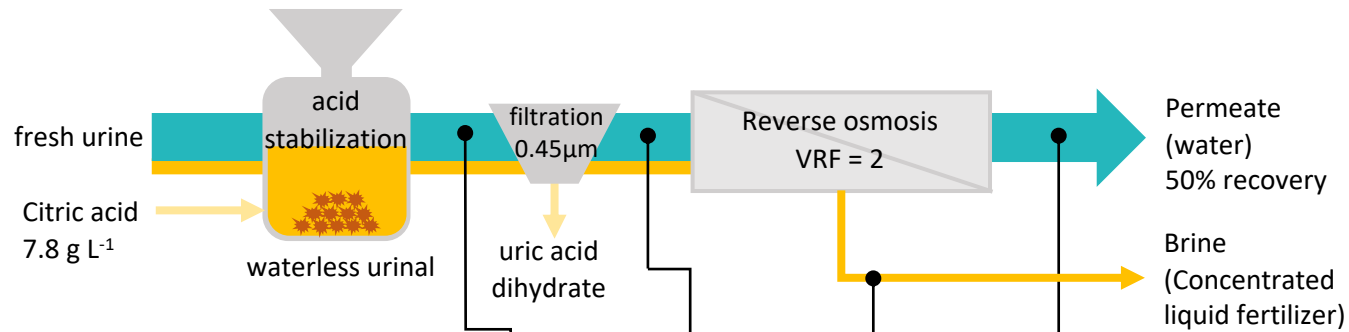 fresh urine
Citric acid
7.8 g L-1
acid
stabilization
waterless urinal
filtration
0.45µm
uric acid
dihydrate
Reverse osmosis
VRF = 2
Permeate
(water)
50% recovery
Brine
(Concentrated
liquid fertilizer)